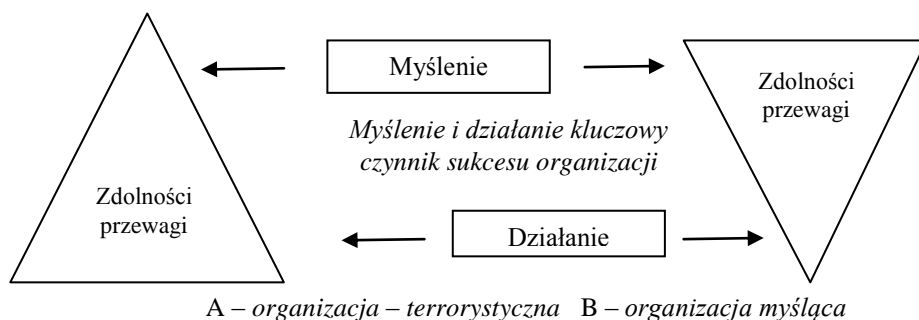 Myślenie
Zdolności
przewagi
Myślenie i działanie kluczowy
czynnik sukcesu organizacji
Zdolności
przewagi
Działanie
A – organizacja – terrorystyczna B – organizacja myśląca